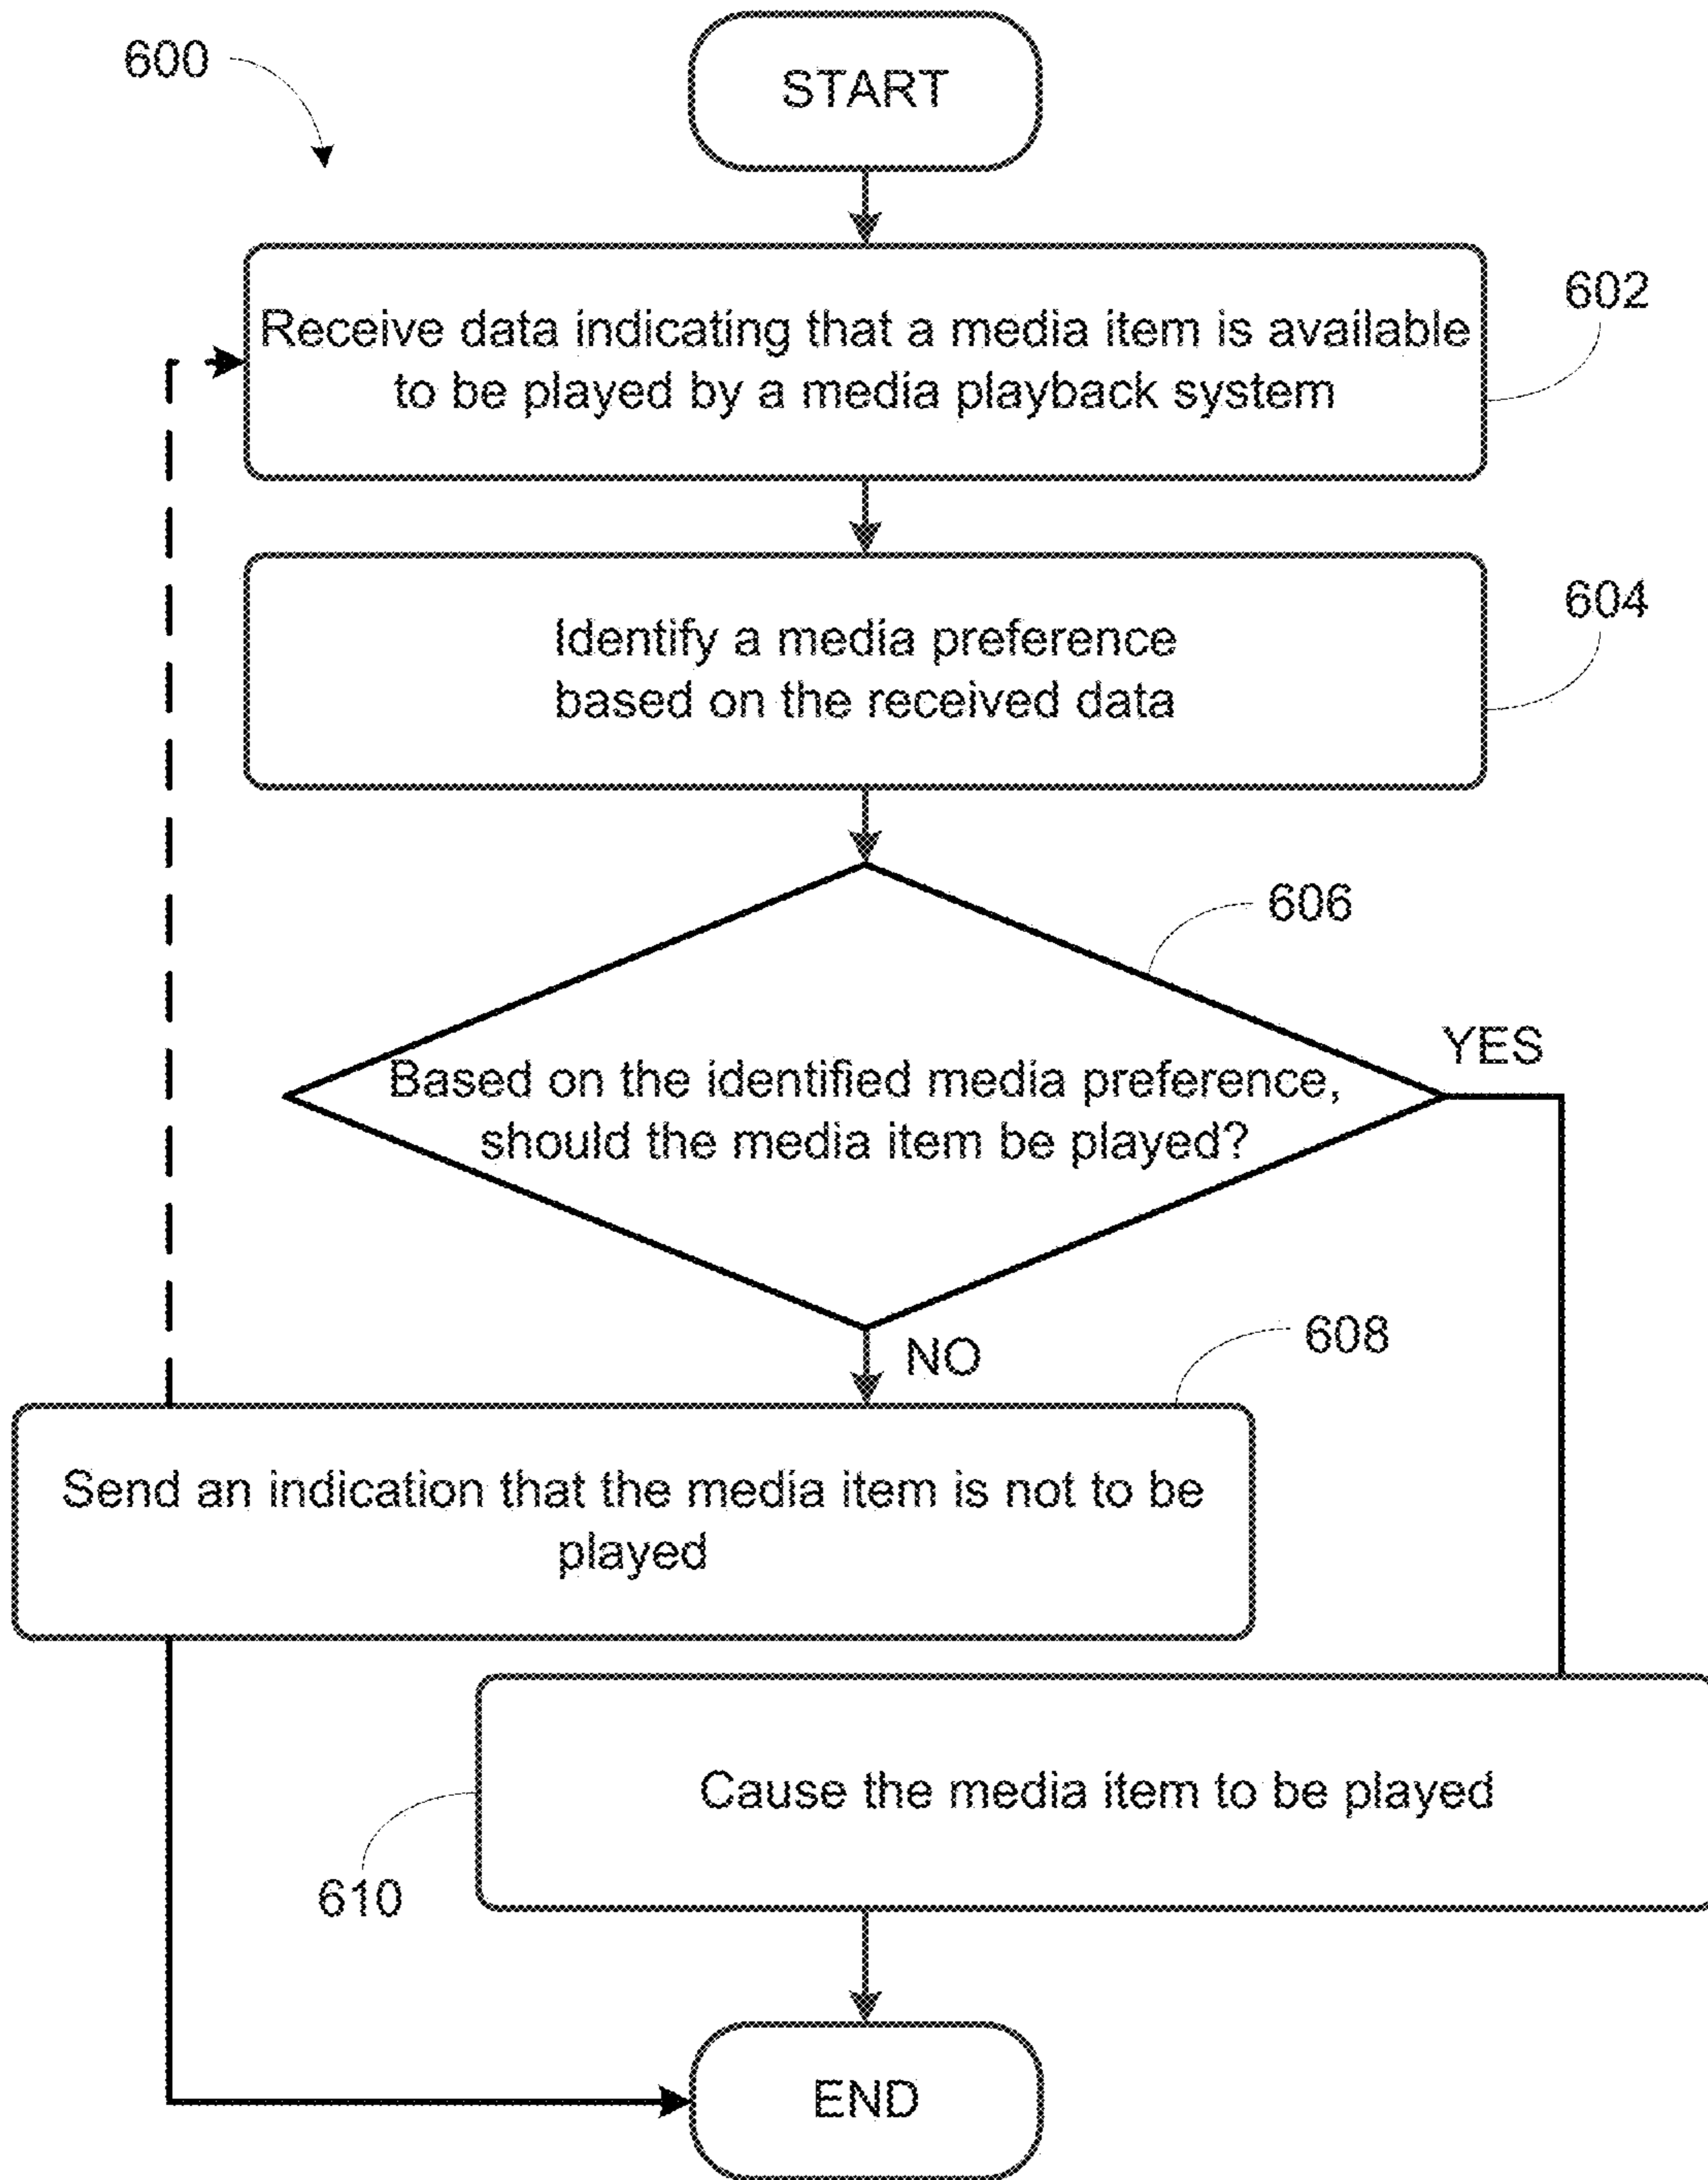 600
START
602
Receive data indicating that a media item is available
to be played by a media playback system
604
Identify a media preference
based on the received data
606
YES
Based on the identified media preference,
should the media item be played?
NO
608
Send an indication that the media item is not to be
played
Cause the media item to be played
610
END